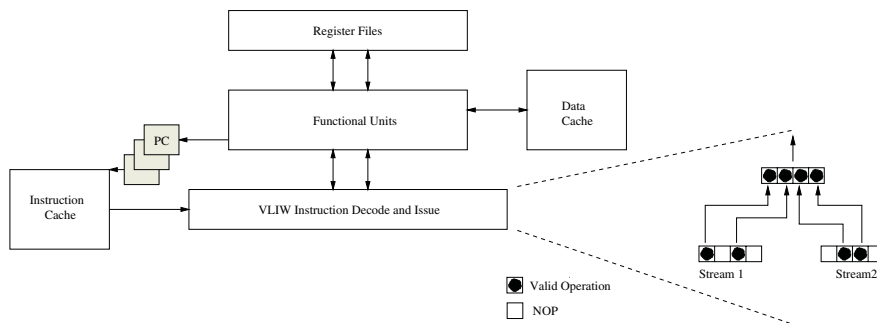 Register Files
Functional Units
Data
Cache
PC
Instruction
Cache
VLIW Instruction Decode and Issue
Stream 1
Stream2
Valid Operation
NOP